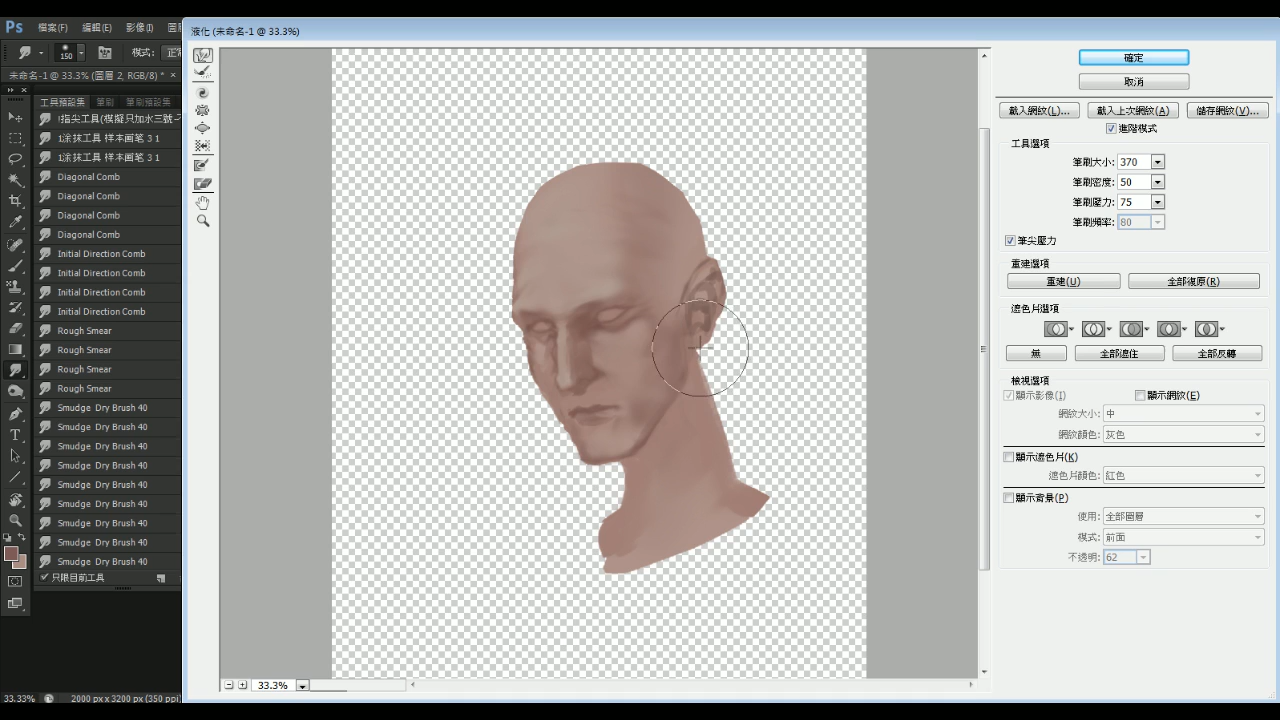 Ps 檔案(F) 編輯(E) 影像(I)
液化 (未命名-1 @ 33.3%)
150 模式:
未命名-1 @ 33.3% (圖層 2, RGB/8) * ×
工具預設集 筆刷 筆刷預設集
1涂抹工具 样本画笔 3 1
1涂抹工具 样本画笔 3 1
Diagonal Comb
Diagonal Comb
Diagonal Comb
Diagonal Comb
Initial Direction Comb
Initial Direction Comb
Initial Direction Comb
Initial Direction Comb
Rough Smear
Rough Smear
Rough Smear
Rough Smear
Smudge Dry Brush 40
Smudge Dry Brush 40
Smudge Dry Brush 40
Smudge Dry Brush 40
Smudge Dry Brush 40
Smudge Dry Brush 40
Smudge Dry Brush 40
Smudge Dry Brush 40
Smudge Dry Brush 40
只限目前工具
33.33% 2000 px x 3200 px (350 ppi)
33.3%
確定
取消
載入網紋(L)... 載入上次網紋(A) 儲存網紋(V)...
進階模式
工具選項
筆刷大小: 370
筆刷密度: 50
筆刷壓力: 75
筆刷頻率: 80
筆尖壓力
重建選項
重建(U) 全部復原(R)
遮色片選項
無 全部遮住 全部反轉
檢視選項
顯示影像(I) 顯示網紋(E)
網紋大小: 中
網紋顏色: 灰色
顯示遮色片(K)
遮色片顏色: 紅色
顯示背景(P)
使用: 全部圖層
模式: 前面
不透明: 62